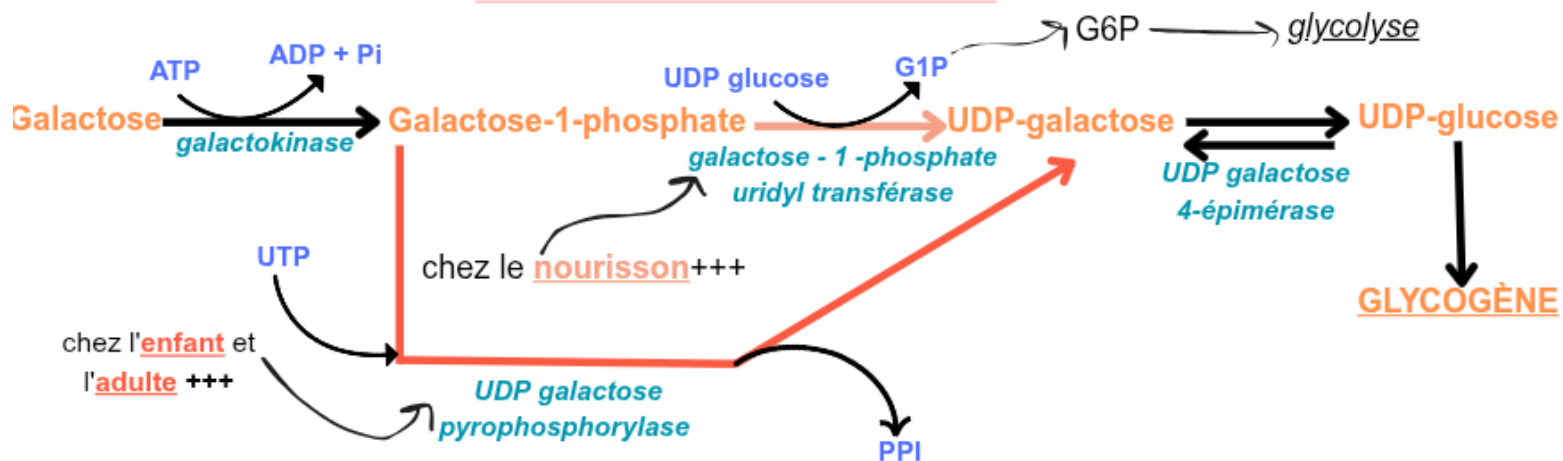 G6P
glycolyse
ATP
ADP + Pi
UDP glucose
G1P
Galactose
Galactose-1-phosphate
UDP-galactose
UDP-glucose
galactokinase
galactose - 1 -phosphate
uridyl transférase
UDP galactose
4-épimérase
UTP
chez le nourisson+++
GLYCOGÈNE
chez l'enfant et
l'adulte +++
UDP galactose
pyrophosphorylase
PPI